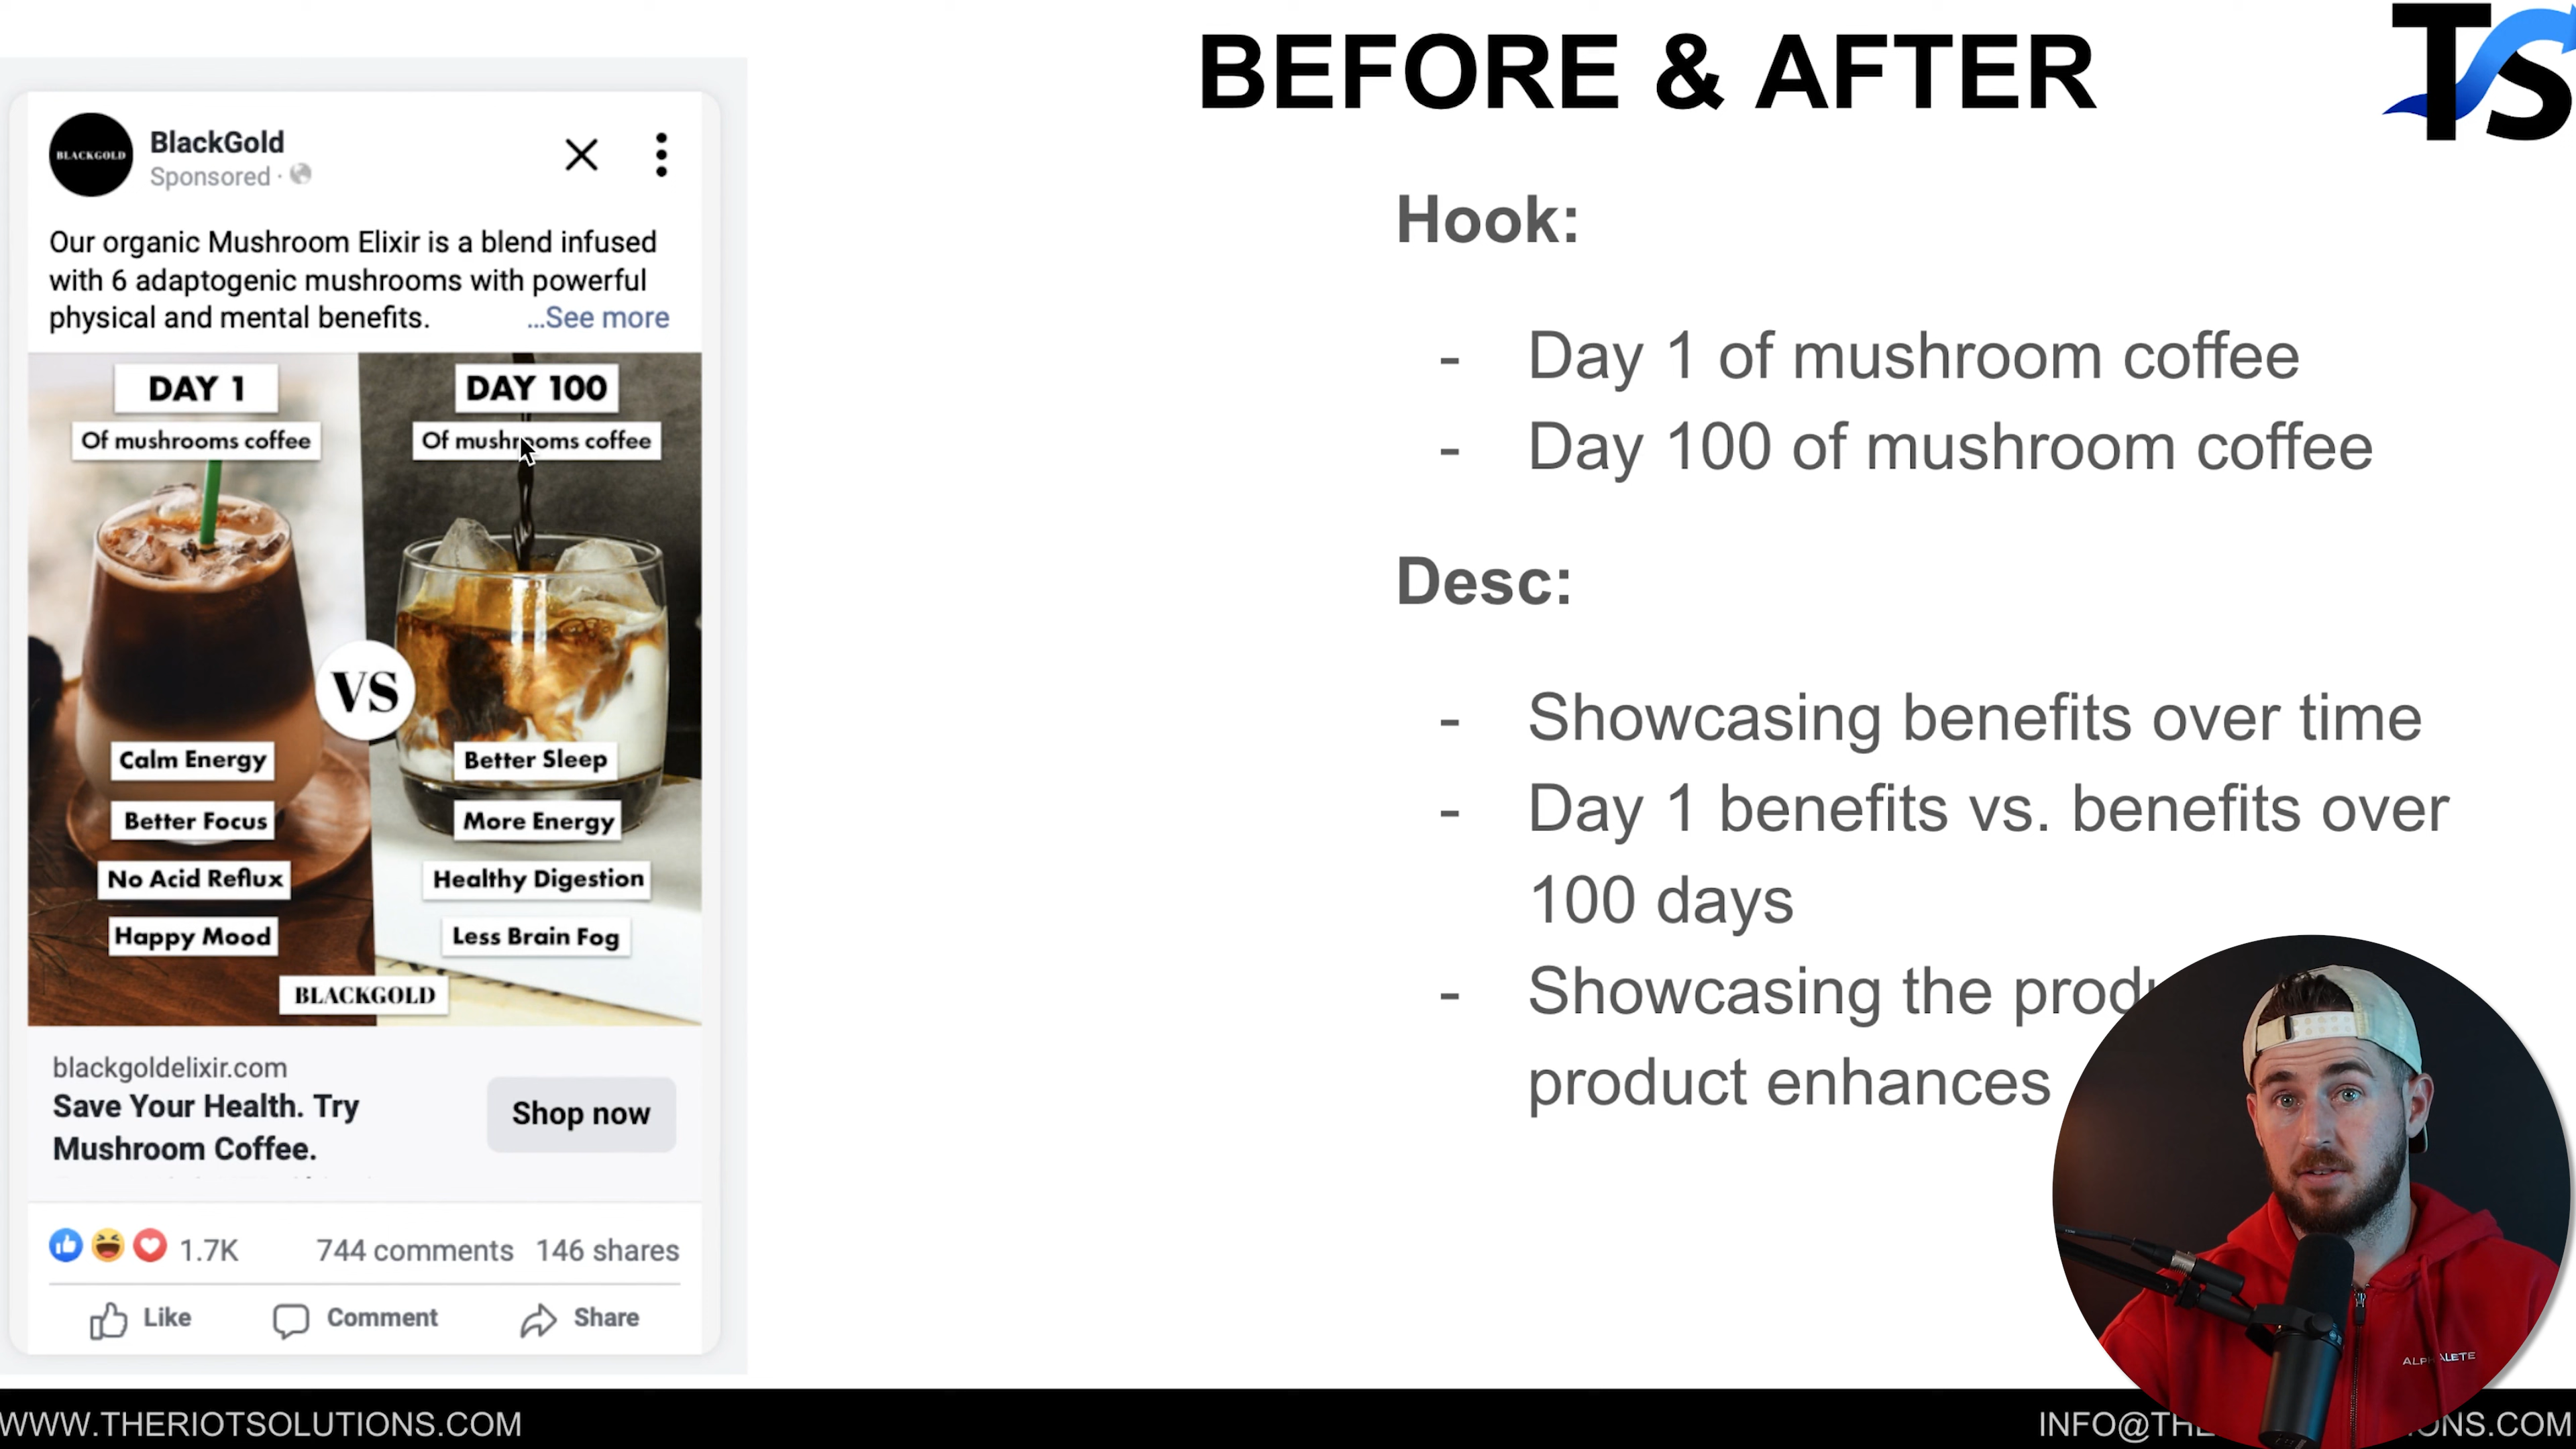 BEFORE & AFTER
TS
BLACKGOLD
BlackGold
Sponsored ·
Our organic Mushroom Elixir is a blend infused
with 6 adaptogenic mushrooms with powerful
physical and mental benefits. ...See more
DAY 1
Of mushrooms coffee
DAY 100
Of mushrooms coffee
VS
Calm Energy
Better Focus
No Acid Reflux
Happy Mood
Better Sleep
More Energy
Healthy Digestion
Less Brain Fog
BLACKGOLD
blackgoldelixir.com
Save Your Health. Try
Mushroom Coffee.
Shop now
1.7K 744 comments 146 shares
Like Comment Share
Hook:
- Day 1 of mushroom coffee
- Day 100 of mushroom coffee
Desc:
- Showcasing benefits over time
- Day 1 benefits vs. benefits over
100 days
- Showcasing the
product enhances
WWW.THERIOTSOLUTIONS.COM